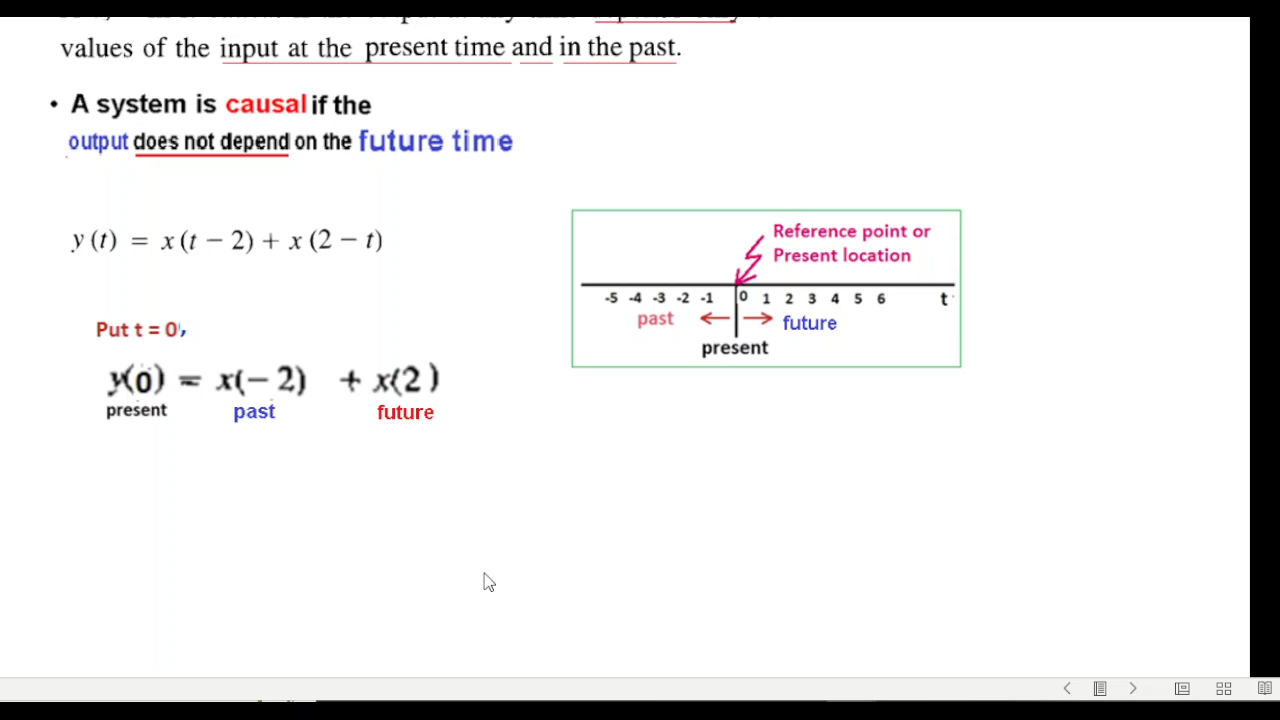 values of the input at the present time and in the past.
• A system is causal if the
output does not depend on the future time
y (t) = x (t − 2) + x (2 − t)
Reference point or
Present location
-5 -4 -3 -2 -1 0 1 2 3 4 5 6 t
past future
present
Put t = 0,
y(0) = x(− 2) + x(2 )
present past future